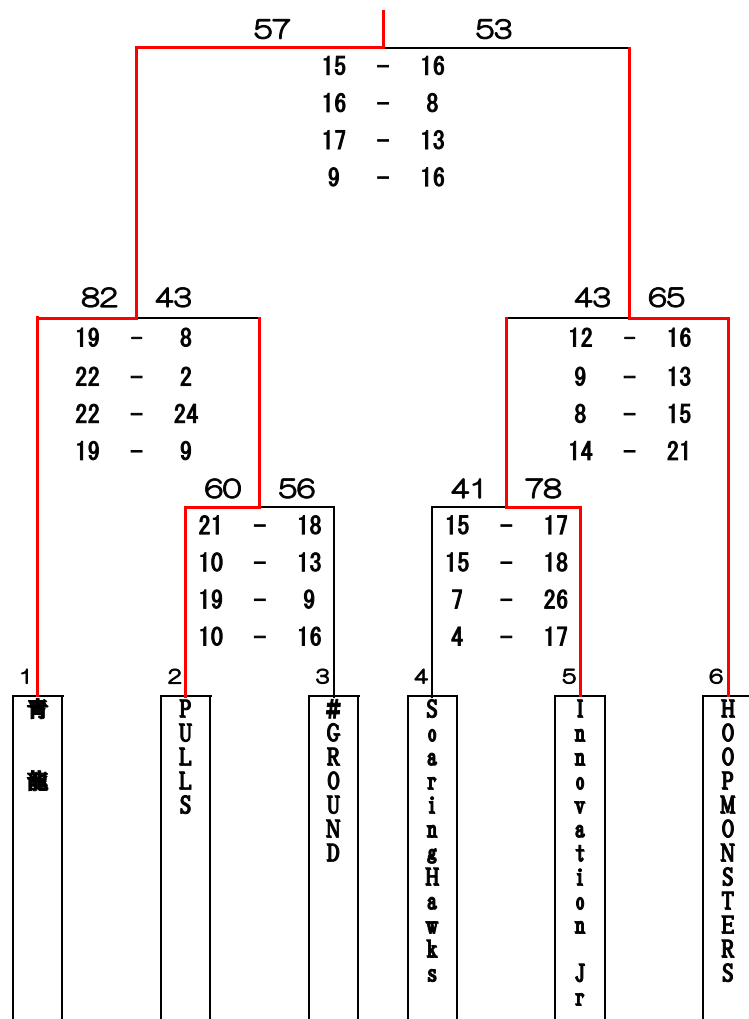 57 53
15 - 16
16 - 8
17 - 13
9 - 16
82 43
19 - 8
22 - 2
22 - 24
19 - 9
43 65
12 - 16
9 - 13
8 - 15
14 - 21
60 56
21 - 18
10 - 13
19 - 9
10 - 16
41 78
15 - 17
15 - 18
7 - 26
4 - 17
1 2 3 4 5 6
青龍
PULLS
#GROUND
SoaringHawks
Innovation Jr
HOOPMONSTERS